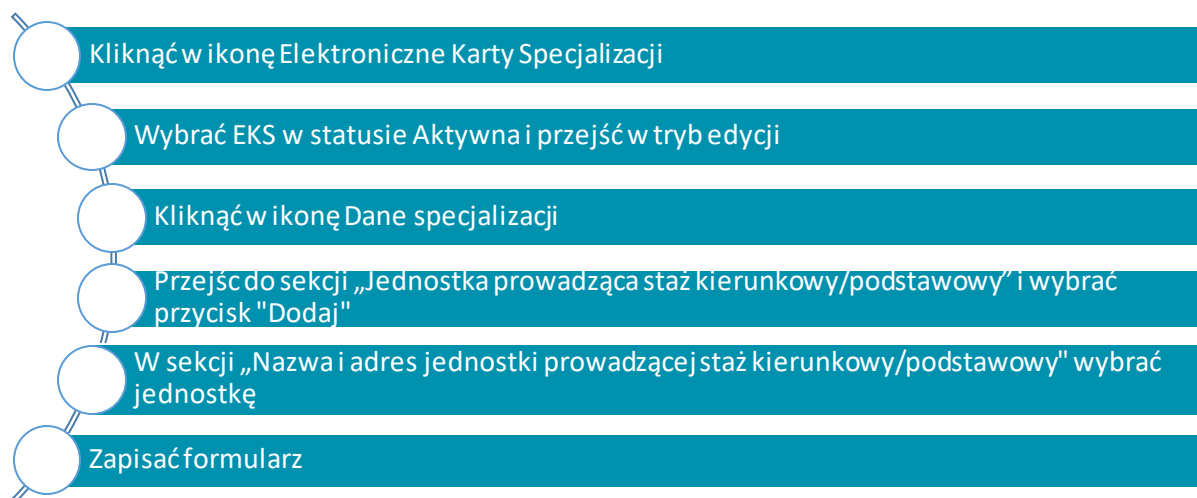 Kliknąć w ikonę Elektroniczne Karty Specjalizacji
Wybrać EKS w statusie Aktywna i przejść w tryb edycji
Kliknąć w ikonę Dane specjalizacji
Przejśc do sekcji „Jednostka prowadząca staż kierunkowy/podstawowy” i wybrać
przycisk "Dodaj"
W sekcji „Nazwa i adres jednostki prowadzącej staż kierunkowy/podstawowy" wybrać
jednostkę
Zapisać formularz